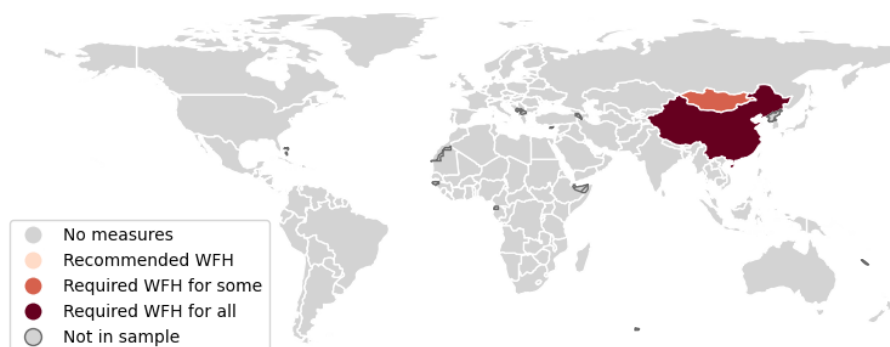 No measures
Recommended WFH
Required WFH for some
Required WFH for all
Not in sample